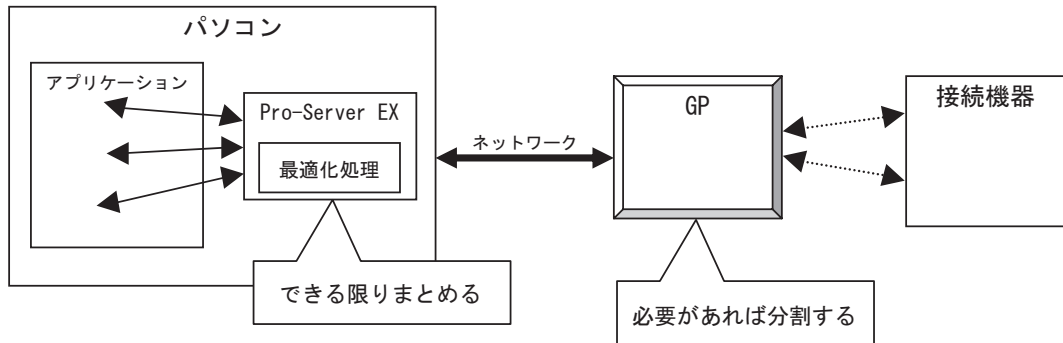 パソコン
アプリケーション
Pro-Server EX
最適化処理
できる限りまとめる
ネットワーク
GP
必要があれば分割する
接続機器